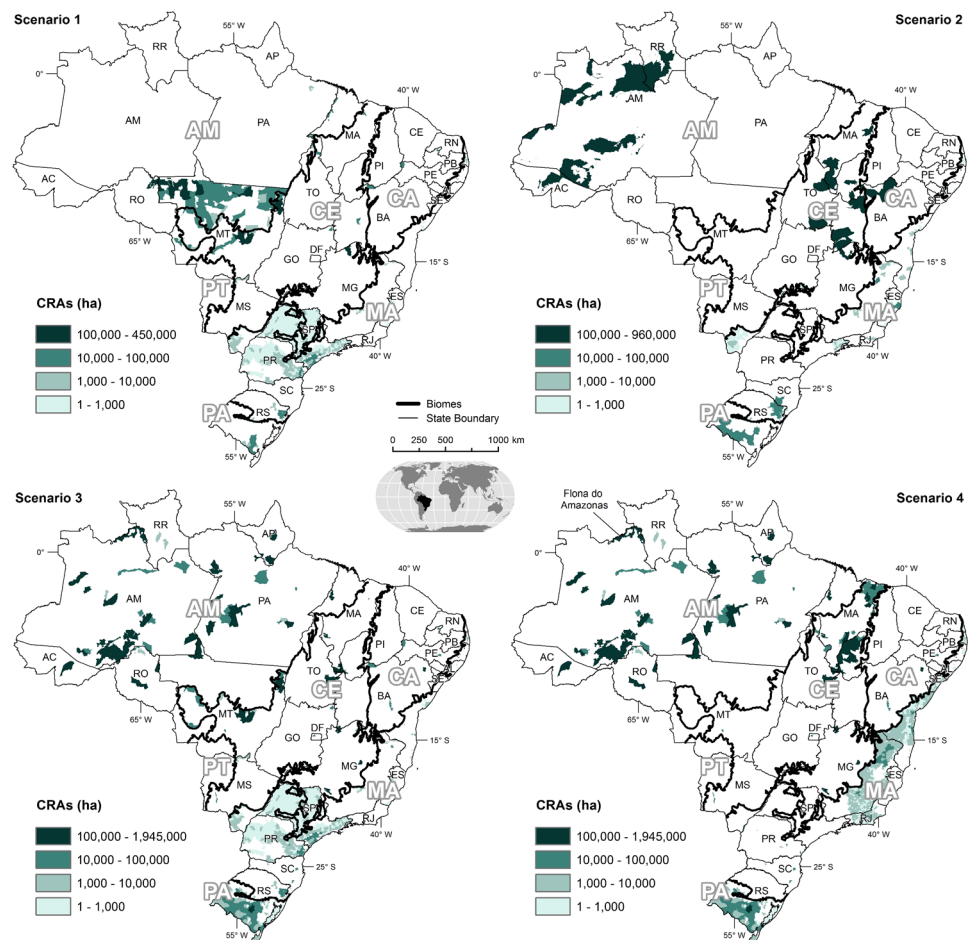 Scenario 1
55° W
RR
AP
0°
40° W
AM
AM
PA
MA
CE
RN
PI
PB
PE
AC
TO
SE
RO
CE
CA
BA
65° W
MT
DF
15° S
GO
PT
MG
ES
MS
MA
SP
RJ
40° W
PR
SC
25° S
PA
RS
55° W
CRAs (ha)
100,000 - 450,000
10,000 - 100,000
1,000 - 10,000
1 - 1,000
Scenario 2
55° W
RR
AP
0°
40° W
AM
AM
PA
MA
CE
RN
PI
PB
PE
AC
TO
SE
RO
CE
CA
BA
65° W
MT
DF
15° S
GO
PT
MG
ES
MS
MA
SP
RJ
40° W
PR
SC
25° S
PA
RS
55° W
CRAs (ha)
100,000 - 960,000
10,000 - 100,000
1,000 - 10,000
1 - 1,000
Biomes
State Boundary
0 250 500 1000 km
Scenario 3
55° W
RR
AP
0°
40° W
AM
AM
PA
MA
CE
RN
PI
PB
PE
AC
TO
SE
RO
CE
CA
BA
65° W
MT
DF
15° S
GO
PT
MG
ES
MS
MA
SP
RJ
40° W
PR
SC
25° S
PA
RS
55° W
CRAs (ha)
100,000 - 1,945,000
10,000 - 100,000
1,000 - 10,000
1 - 1,000
Scenario 4
Flona do
Amazonas
55° W
RR
AP
0°
40° W
AM
AM
PA
MA
CE
RN
PI
PB
PE
AC
TO
SE
RO
CE
CA
BA
65° W
MT
DF
15° S
GO
PT
MG
ES
MS
MA
SP
RJ
40° W
PR
SC
25° S
PA
RS
55° W
CRAs (ha)
100,000 - 1,945,000
10,000 - 100,000
1,000 - 10,000
1 - 1,000